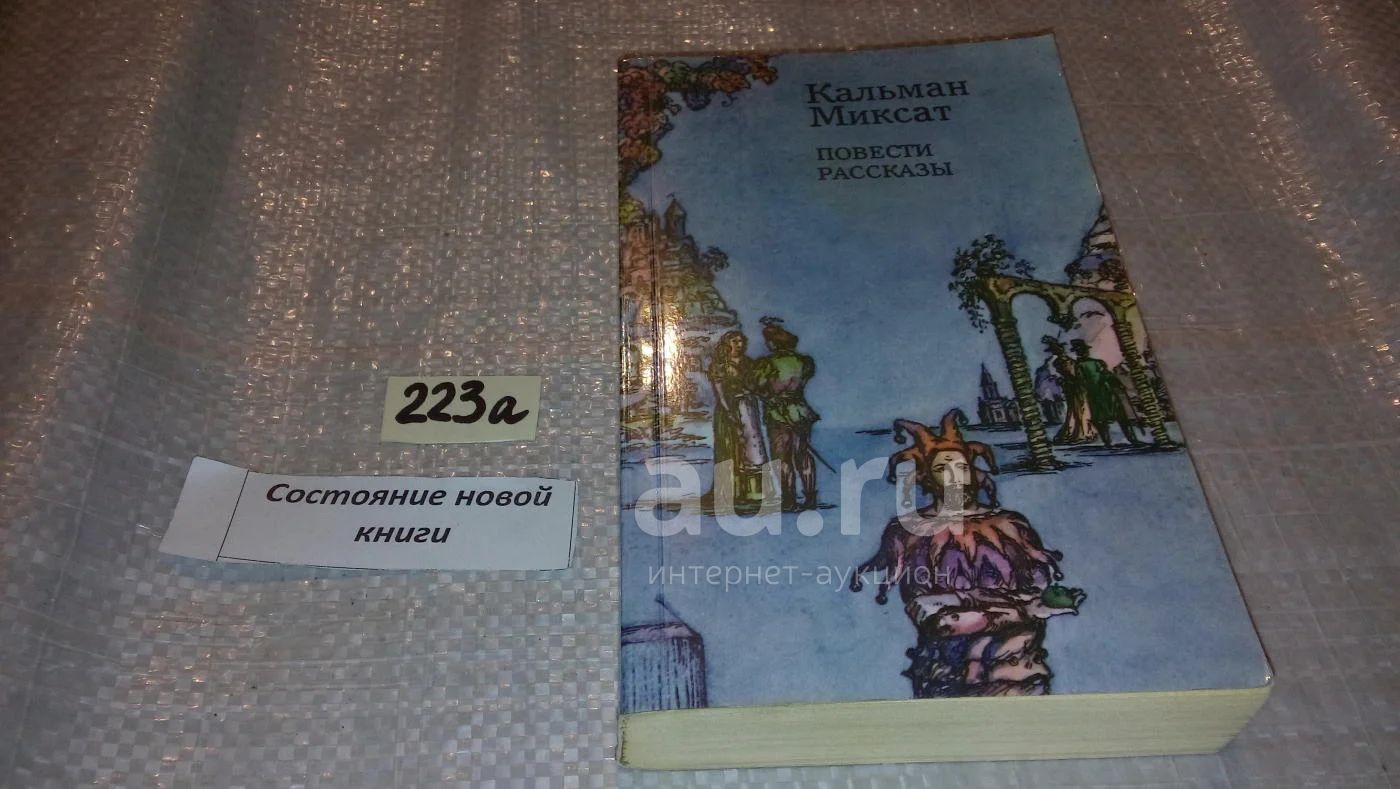 Кальман
Миксат
ПОВЕСТИ
РАССКАЗЫ
223а
Состояние новой
книги
au.ru
интернет-аукцион